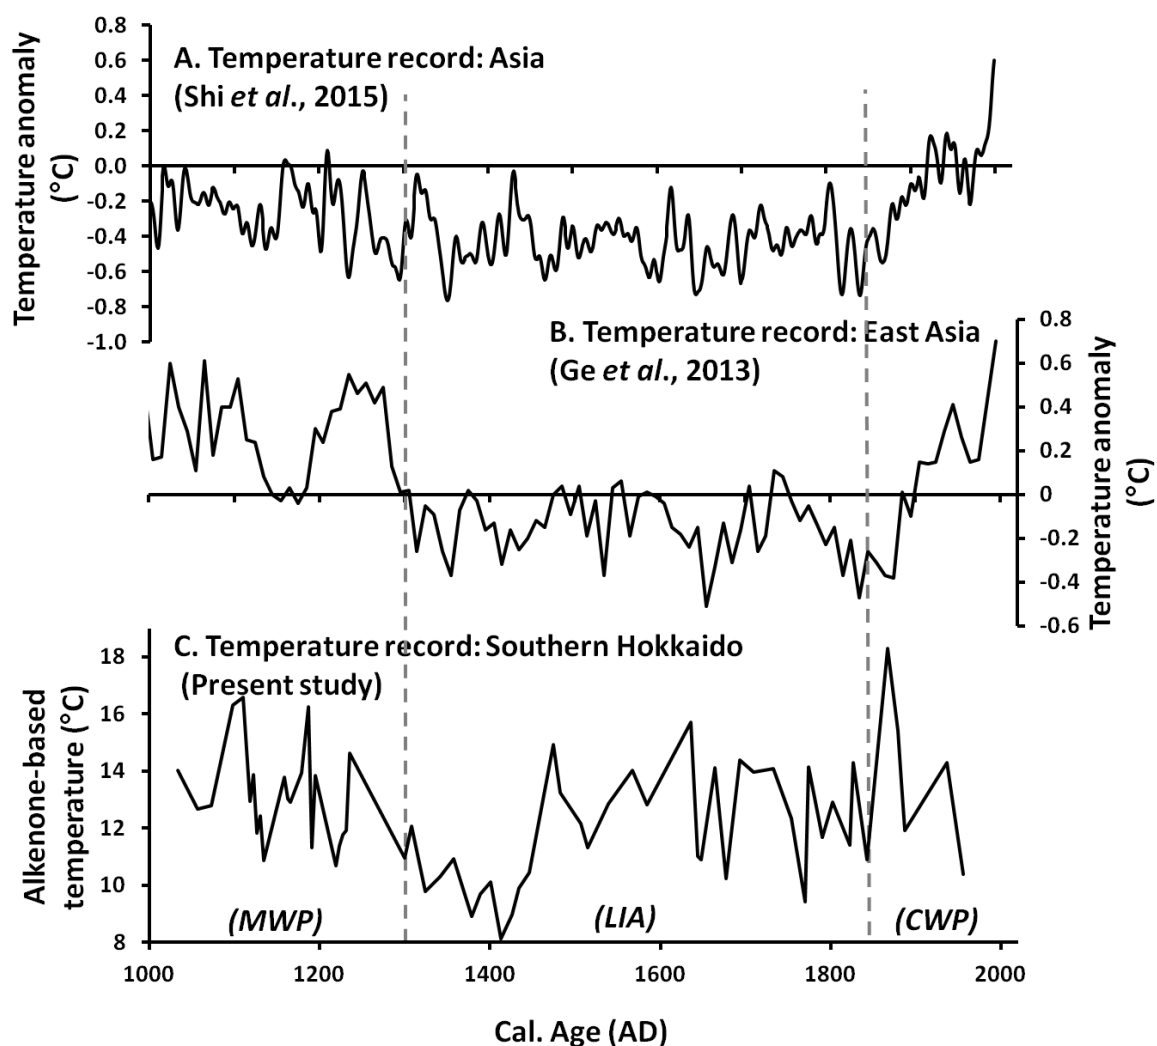 0.8
0.6
0.4
0.2
0.0
-0.2
-0.4
-0.6
-0.8
-1.0
Temperature anomaly
(°C)
A. Temperature record: Asia
(Shi et al., 2015)
B. Temperature record: East Asia
(Ge et al., 2013)
0.8
0.6
0.4
0.2
0
-0.2
-0.4
-0.6
Temperature anomaly
(°C)
C. Temperature record: Southern Hokkaido
(Present study)
18
16
14
12
10
8
Alkenone-based
temperature (°C)
(MWP)
(LIA)
(CWP)
1000
1200
1400
1600
1800
2000
Cal. Age (AD)